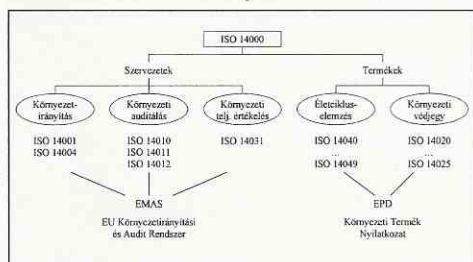 ISO 14000
Szervezetek
Termékek
Környezet-
irányítás
Környezeti
auditálás
Környezeti
telj. értékelés
Életciklus-
elemzés
Környezeti
védjegy
ISO 14001
ISO 14004
ISO 14010
ISO 14011
ISO 14012
ISO 14031
ISO 14040
...
ISO 14049
ISO 14020
...
ISO 14025
EMAS
EU Környezetirányítási
és Audit Rendszer
EPD
Környezeti Termék
Nyilatkozat